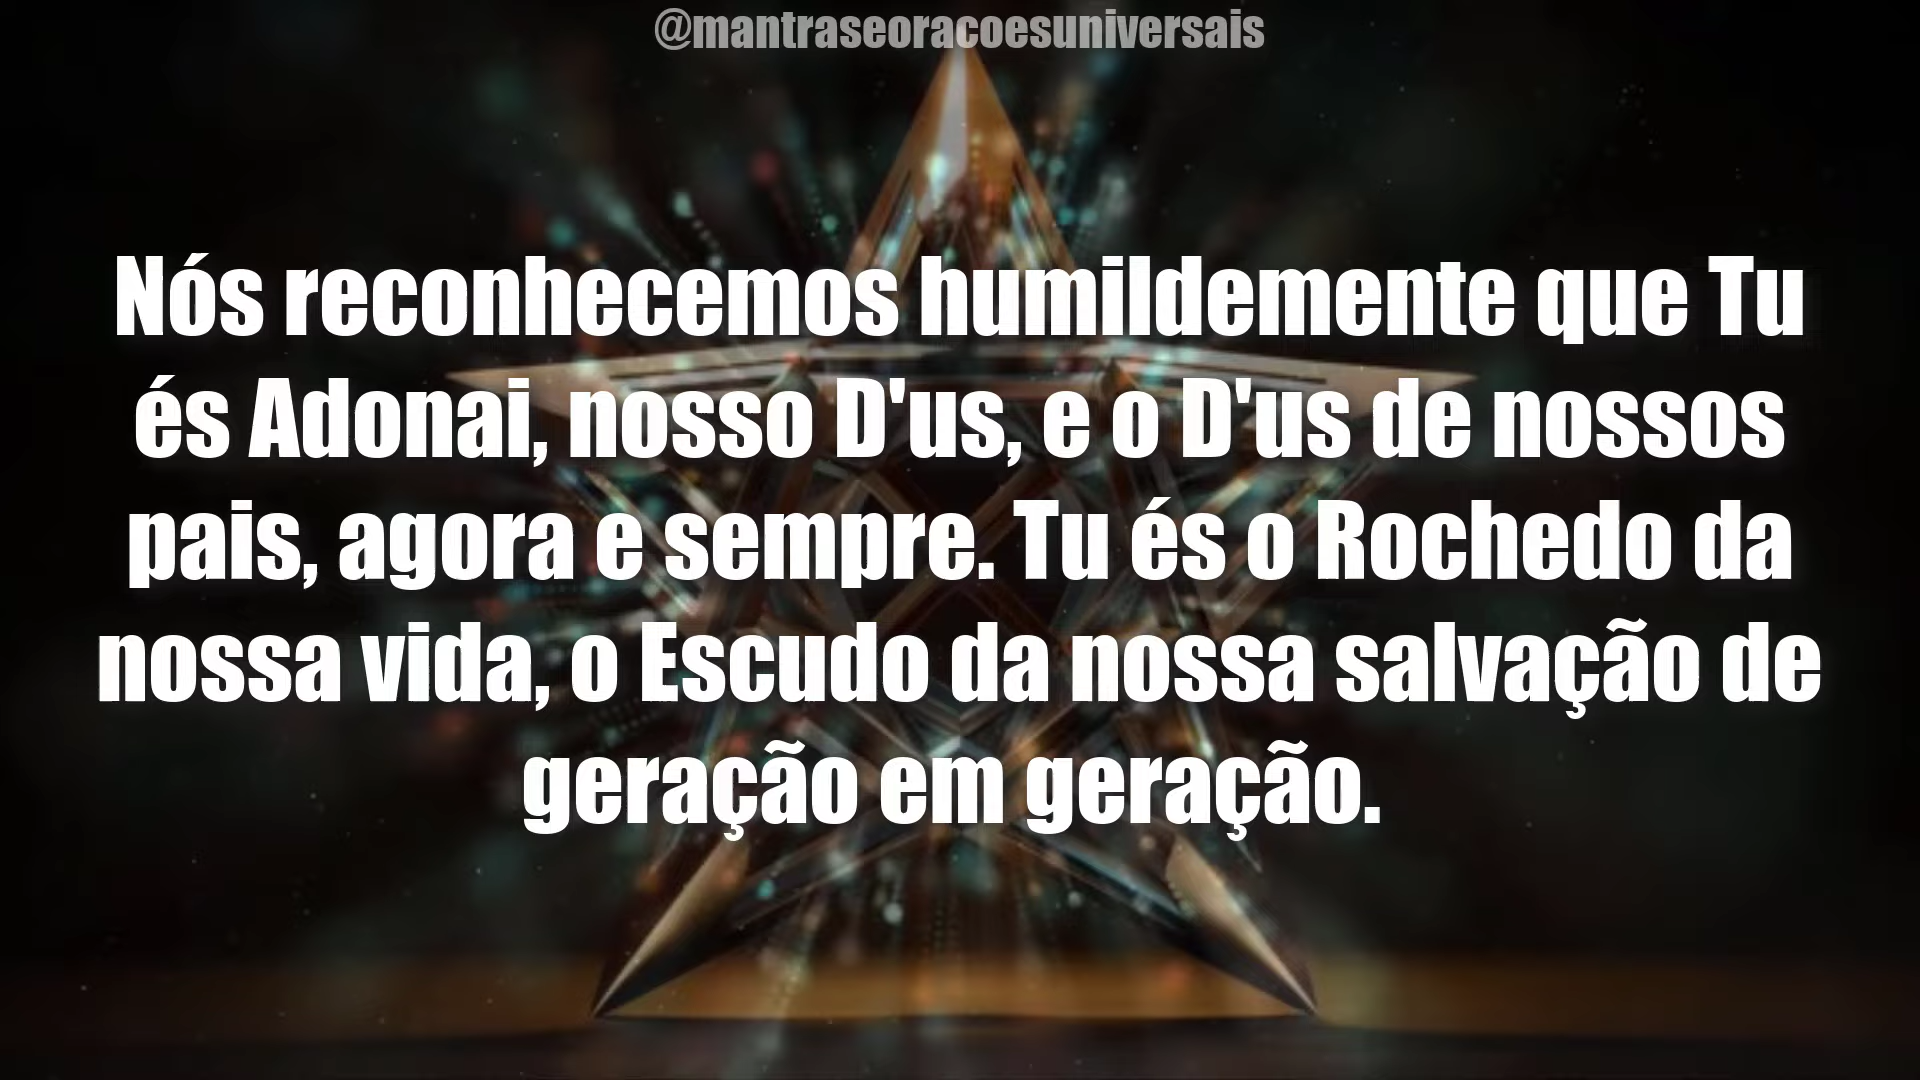 @mantraseoracoesuniversais
Nós reconhecemos humildemente que Tu
és Adonai, nosso D'us, e o D'us de nossos
pais, agora e sempre. Tu és o Rochedo da
nossa vida, o Escudo da nossa salvação de
geração em geração.